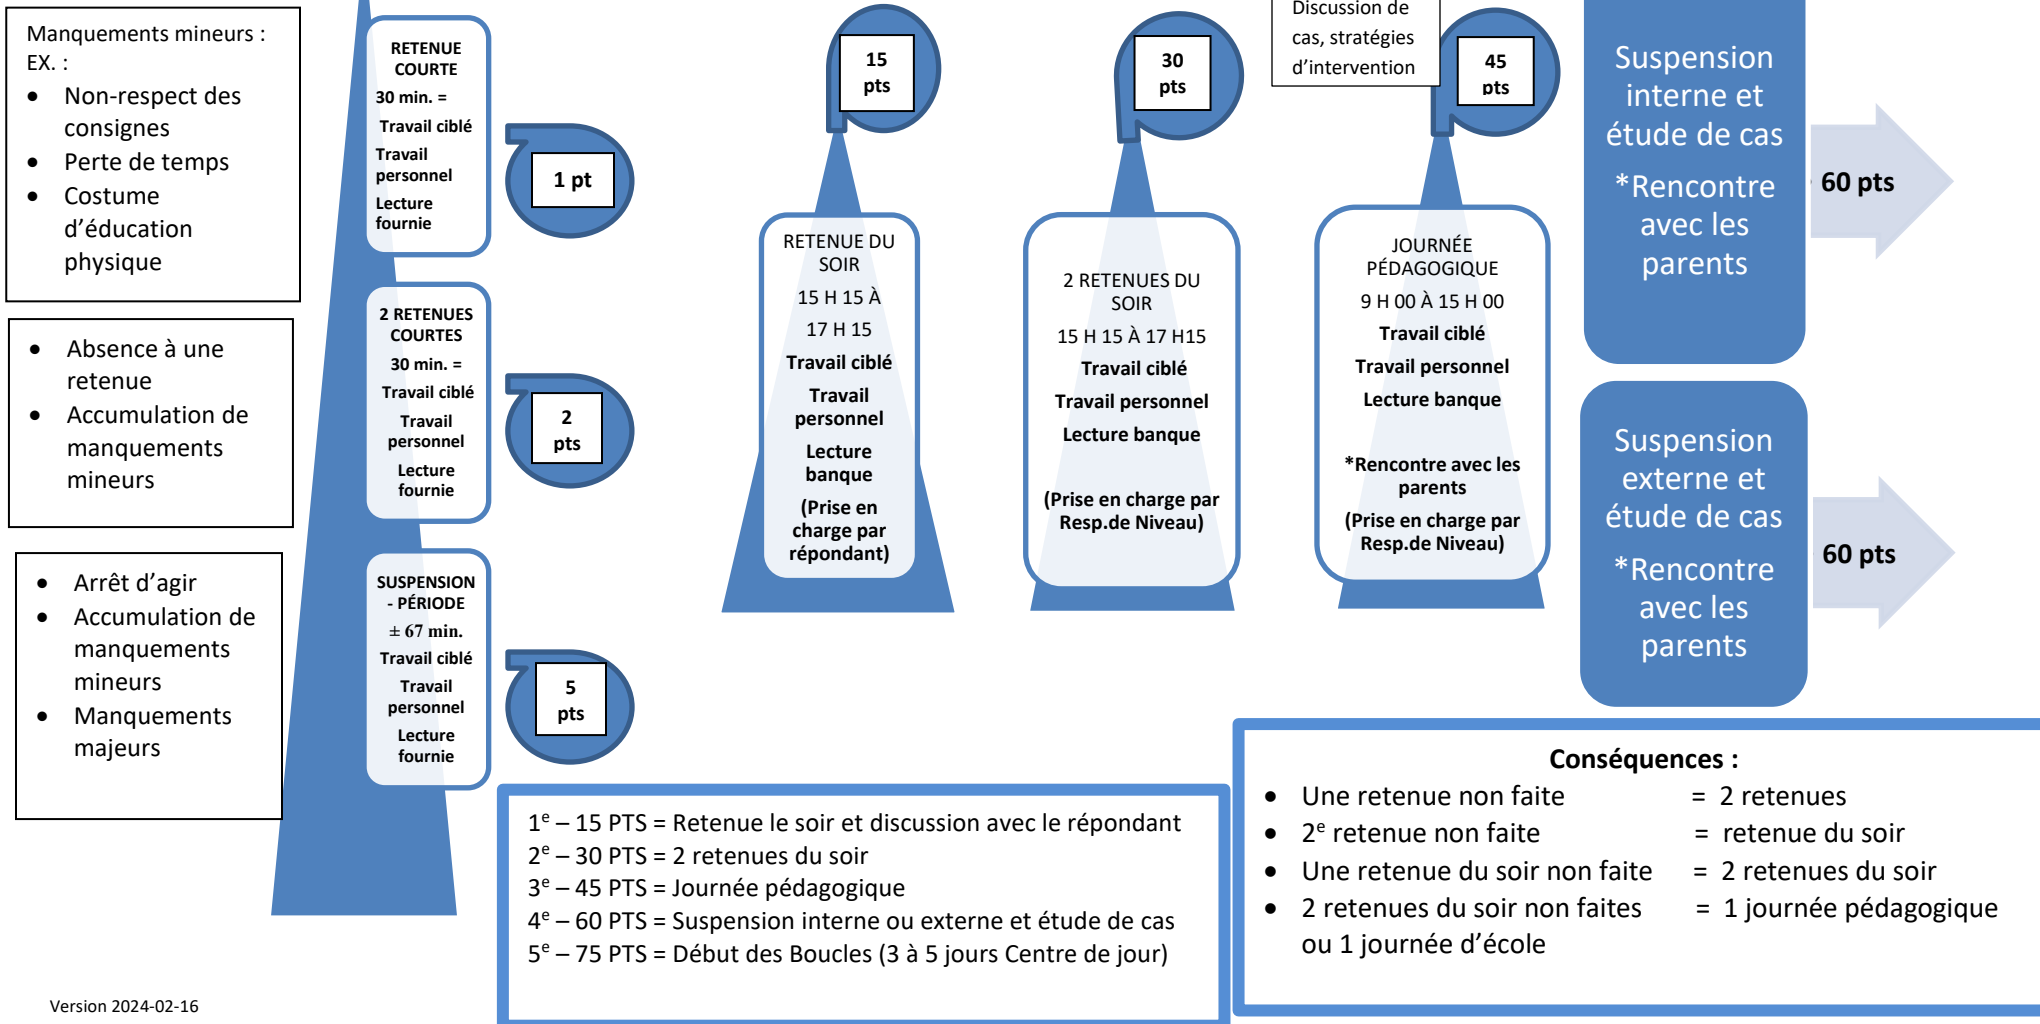 Manquements mineurs :
EX. :
• Non-respect des
consignes
• Perte de temps
• Costume
d’éducation
physique
• Absence à une
retenue
• Accumulation de
manquements
mineurs
• Arrêt d’agir
• Accumulation de
manquements
mineurs
• Manquements
majeurs
RETENUE
COURTE
30 min. =
Travail ciblé
Travail
personnel
Lecture
fournie
1 pt
2 RETENUES
COURTES
30 min. =
Travail ciblé
Travail
personnel
Lecture
fournie
2
pts
SUSPENSION
- PÉRIODE
± 67 min.
Travail ciblé
Travail
personnel
Lecture
fournie
5
pts
15
pts
RETENUE DU
SOIR
15 H 15 À
17 H 15
Travail ciblé
Travail
personnel
Lecture
banque
(Prise en
charge par
répondant)
30
pts
2 RETENUES DU
SOIR
15 H 15 À 17 H15
Travail ciblé
Travail personnel
Lecture banque
(Prise en charge par
Resp.de Niveau)
Discussion de
cas, stratégies
d’intervention
45
pts
JOURNÉE
PÉDAGOGIQUE
9 H 00 À 15 H 00
Travail ciblé
Travail personnel
Lecture banque
*Rencontre avec les
parents
(Prise en charge par
Resp.de Niveau)
Suspension
interne et
étude de cas
*Rencontre
avec les
parents
60 pts
Suspension
externe et
étude de cas
*Rencontre
avec les
parents
60 pts
1e – 15 PTS = Retenue le soir et discussion avec le répondant
2e – 30 PTS = 2 retenues du soir
3e – 45 PTS = Journée pédagogique
4e – 60 PTS = Suspension interne ou externe et étude de cas
5e – 75 PTS = Début des Boucles (3 à 5 jours Centre de jour)
Conséquences :
• Une retenue non faite = 2 retenues
• 2e retenue non faite = retenue du soir
• Une retenue du soir non faite = 2 retenues du soir
• 2 retenues du soir non faites = 1 journée pédagogique
ou 1 journée d’école
Version 2024-02-16